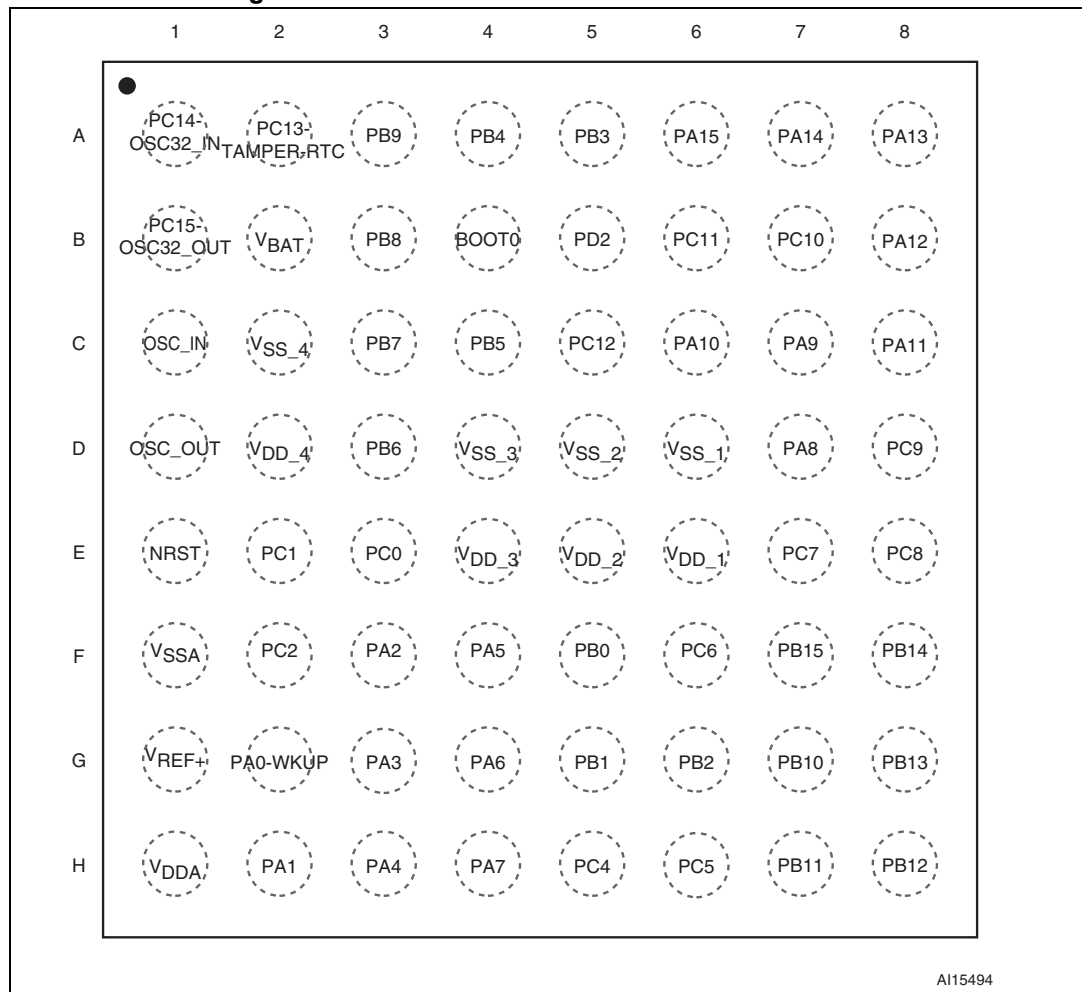 g
1 2 3 4 5 6 7 8
A PC14-OSC32_IN PC13-TAMPER-RTC PB9 PB4 PB3 PA15 PA14 PA13
B PC15-OSC32_OUT VBAT PB8 BOOT0 PD2 PC11 PC10 PA12
C OSC_IN VSS_4 PB7 PB5 PC12 PA10 PA9 PA11
D OSC_OUT VDD_4 PB6 VSS_3 VSS_2 VSS_1 PA8 PC9
E NRST PC1 PC0 VDD_3 VDD_2 VDD_1 PC7 PC8
F VSSA PC2 PA2 PA5 PB0 PC6 PB15 PB14
G VREF+ PA0-WKUP PA3 PA6 PB1 PB2 PB10 PB13
H VDDA PA1 PA4 PA7 PC4 PC5 PB11 PB12
AI15494